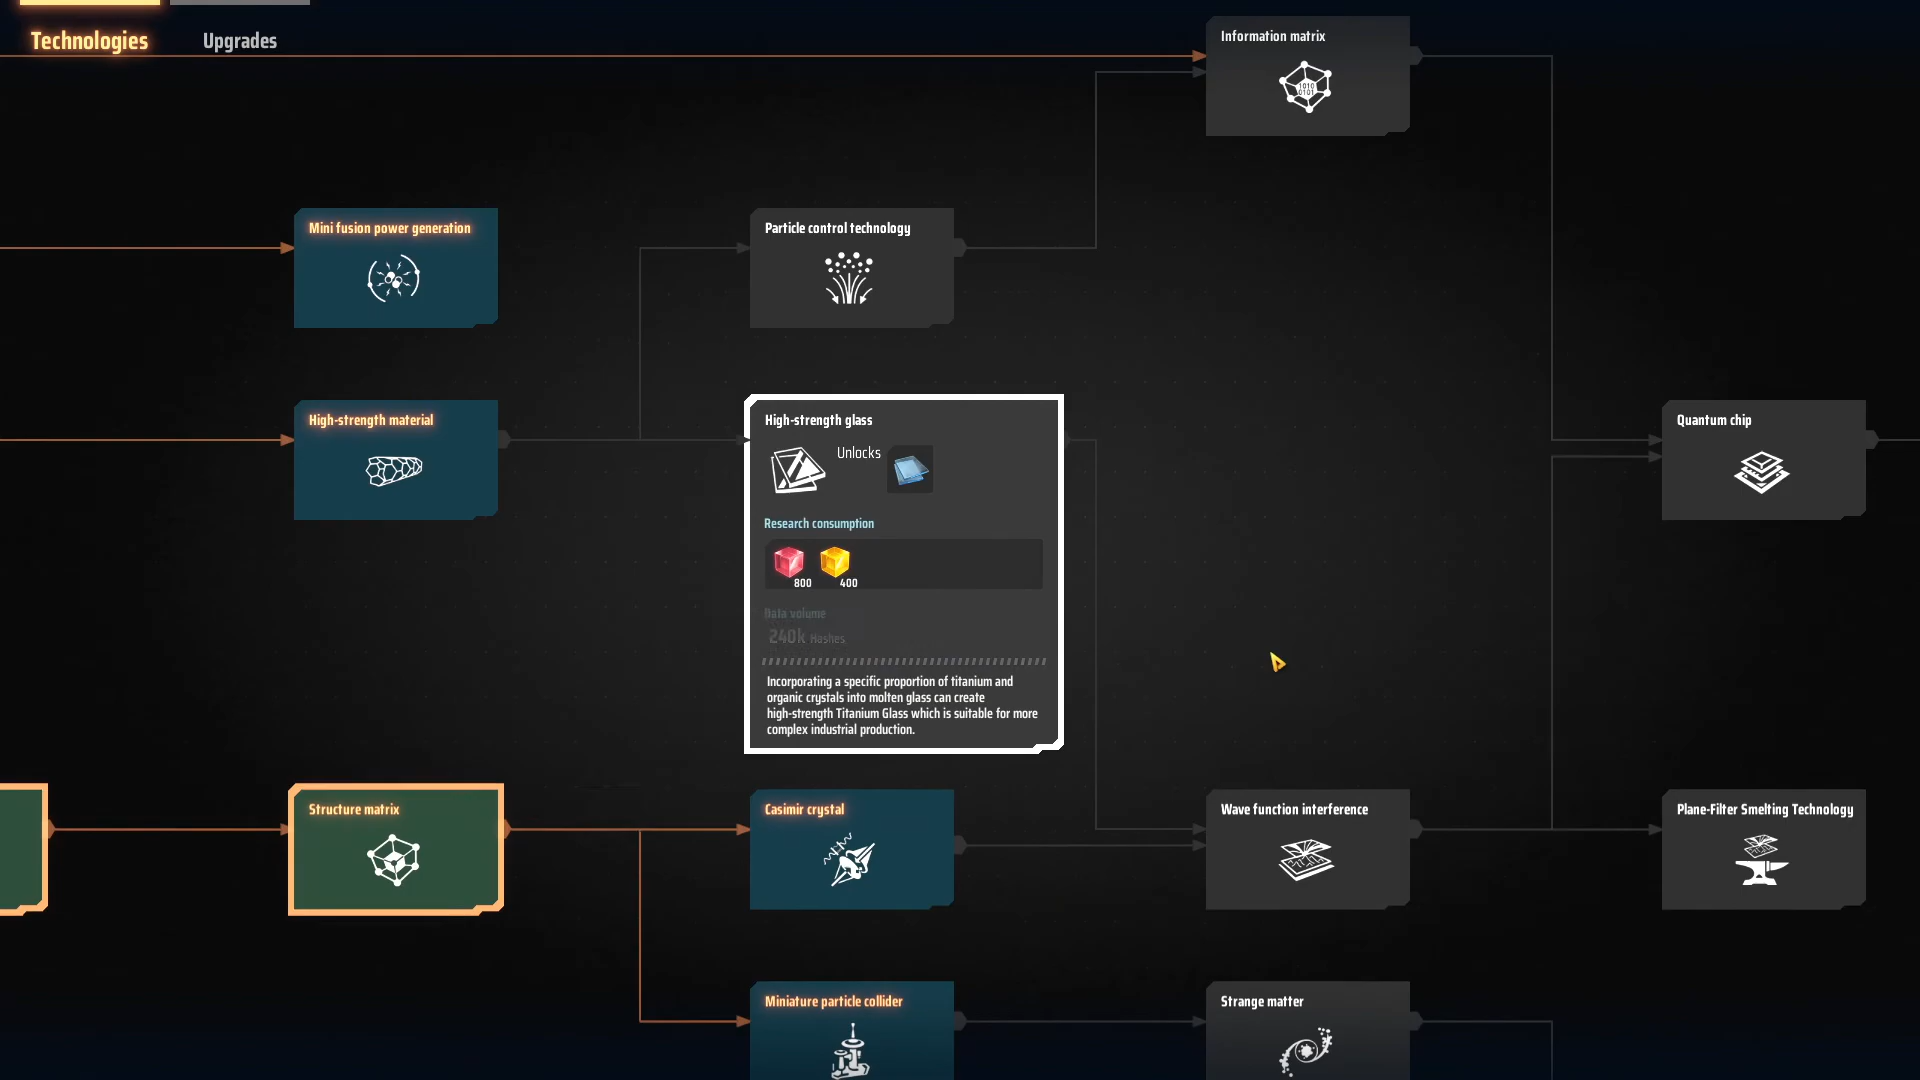 Technologies
Upgrades
Information matrix
1010
0101
Mini fusion power generation
Particle control technology
High-strength material
High-strength glass
Unlocks
Research consumption
800
400
Data volume
240k Hashes
Incorporating a specific proportion of titanium and
organic crystals into molten glass can create
high-strength Titanium Glass which is suitable for more
complex industrial production.
Quantum chip
Structure matrix
Casimir crystal
Wave function interference
Plane-Filter Smelting Technology
Miniature particle collider
Strange matter